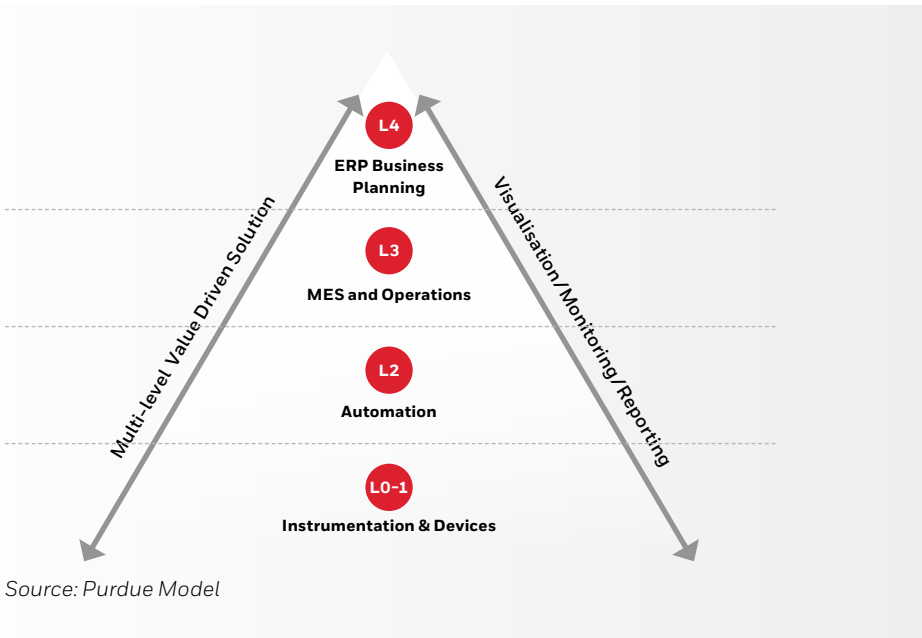 L4
ERP Business
Planning
Multi-level Value Driven Solution
Visualisation/Monitoring/Reporting
L3
MES and Operations
L2
Automation
L0-1
Instrumentation & Devices
Source: Purdue Model